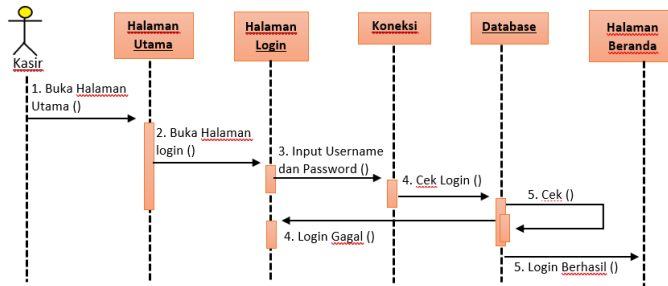 Kasir
Halaman
Utama
Halaman
Login
Koneksi
Database
Halaman
Beranda
1. Buka Halaman
Utama ()
2. Buka Halaman
login ()
3. Input Username
dan Password ()
4. Cek Login ()
5. Cek ()
4. Login Gagal ()
5. Login Berhasil ()